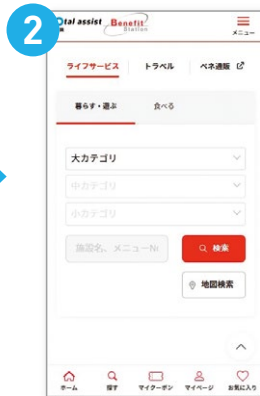 2
otal assist Benefit
Station
メニュー
ライフサービス トラベル ベネ通販
暮らす・遊ぶ 食べる
大カテゴリ
中カテゴリ
小カテゴリ
施設名、メニューNo 検索
地図検索
ホーム 探す マイクーポン マイページ お気に入り